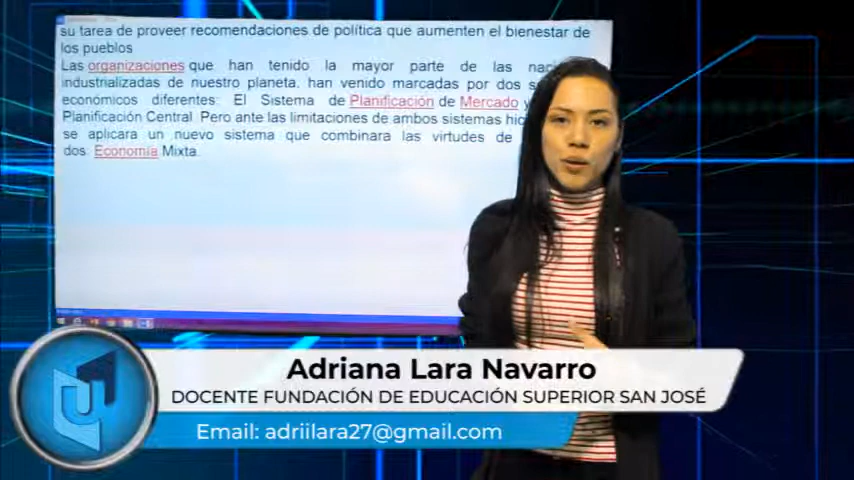 su tarea de proveer recomendaciones de política que aumenten el bienestar de
los pueblos
Las organizaciones que han tenido la mayor parte de las
industrializadas de nuestro planeta, han venido marcadas por dos
económicos diferentes: El Sistema de Planificación de Mercado y
Planificación Central. Pero ante las limitaciones de ambos sistemas
se aplicara un nuevo sistema que combinara las virtudes de
dos: Economía Mixta.
Adriana Lara Navarro
DOCENTE FUNDACIÓN DE EDUCACIÓN SUPERIOR SAN JOSÉ
Email: adriilara27@gmail.com